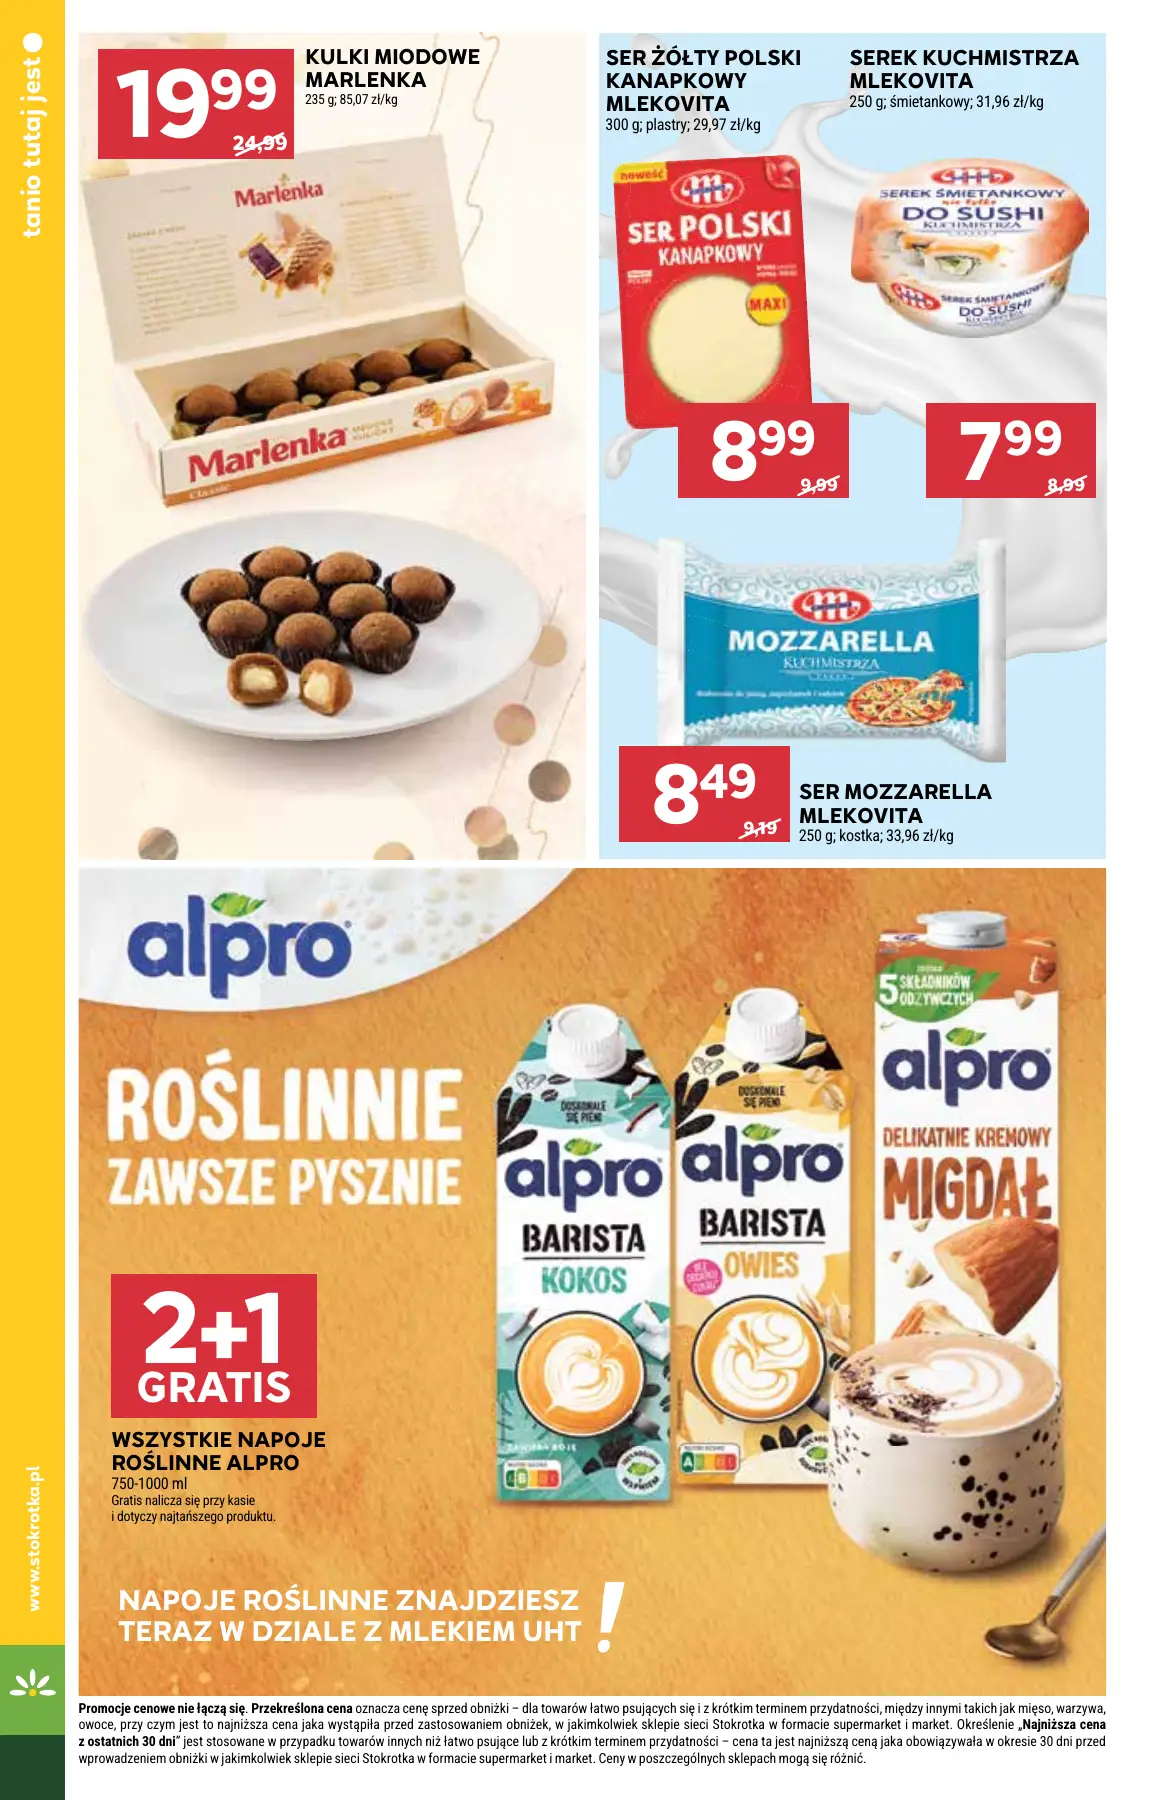 tanio tutaj jest
19 99
24,99
KULKI MIODOWE
MARLENKA
235 g; 85,07 zł/kg
Marlenka
Marlenka
MIODOWE
KULICZKI
Classic
SER ŻÓŁTY POLSKI
KANAPKOWY
MLEKOVITA
300 g; plastry; 29,97 zł/kg
SEREK KUCHMISTRZA
MLEKOVITA
250 g; śmietankowy; 31,96 zł/kg
nowość
SER POLSKI
KANAPKOWY
MAXI
SEREK ŚMIETANKOWY
nie tylko
DO SUSHI
KUCHMISTRZA
SEREK ŚMIETANKOWY
DO SUSHI
KUCHMISTRZA
8 99
9,99
7 99
8,99
MOZZARELLA
KUCHMISTRZA
8 49
9,19
SER MOZZARELLA
MLEKOVITA
250 g; kostka; 33,96 zł/kg
alpro
ROŚLINNIE
ZAWSZE PYSZNIE
DOSKONALE
SIĘ PIENI
alpro
BARISTA
KOKOS
DOSKONALE
SIĘ PIENI
alpro
BARISTA
OWIES
5 SKŁADNIKÓW
ODŻYWCZYCH
alpro
DELIKATNIE KREMOWY
MIGDAŁ
2+1
GRATIS
WSZYSTKIE NAPOJE
ROŚLINNE ALPRO
750-1000 ml
Gratis nalicza się przy kasie
i dotyczy najtańszego produktu.
NAPOJE ROŚLINNE ZNAJDZIESZ
TERAZ W DZIALE Z MLEKIEM UHT !
www.stokrotka.pl
Promocje cenowe nie łączą się. Przekreślona cena oznacza cenę sprzed obniżki – dla towarów łatwo psujących się i z krótkim terminem przydatności, między innymi takich jak mięso, warzywa,
owoce, przy czym jest to najniższa cena jaka wystąpiła przed zastosowaniem obniżek, w jakimkolwiek sklepie sieci Stokrotka w formacie supermarket i market. Określenie „Najniższa cena
z ostatnich 30 dni” jest stosowane w przypadku towarów innych niż łatwo psujące lub z krótkim terminem przydatności – cena ta jest najniższą ceną jaka obowiązywała w okresie 30 dni przed
wprowadzeniem obniżki w jakimkolwiek sklepie sieci Stokrotka w formacie supermarket i market. Ceny w poszczególnych sklepach mogą się różnić.